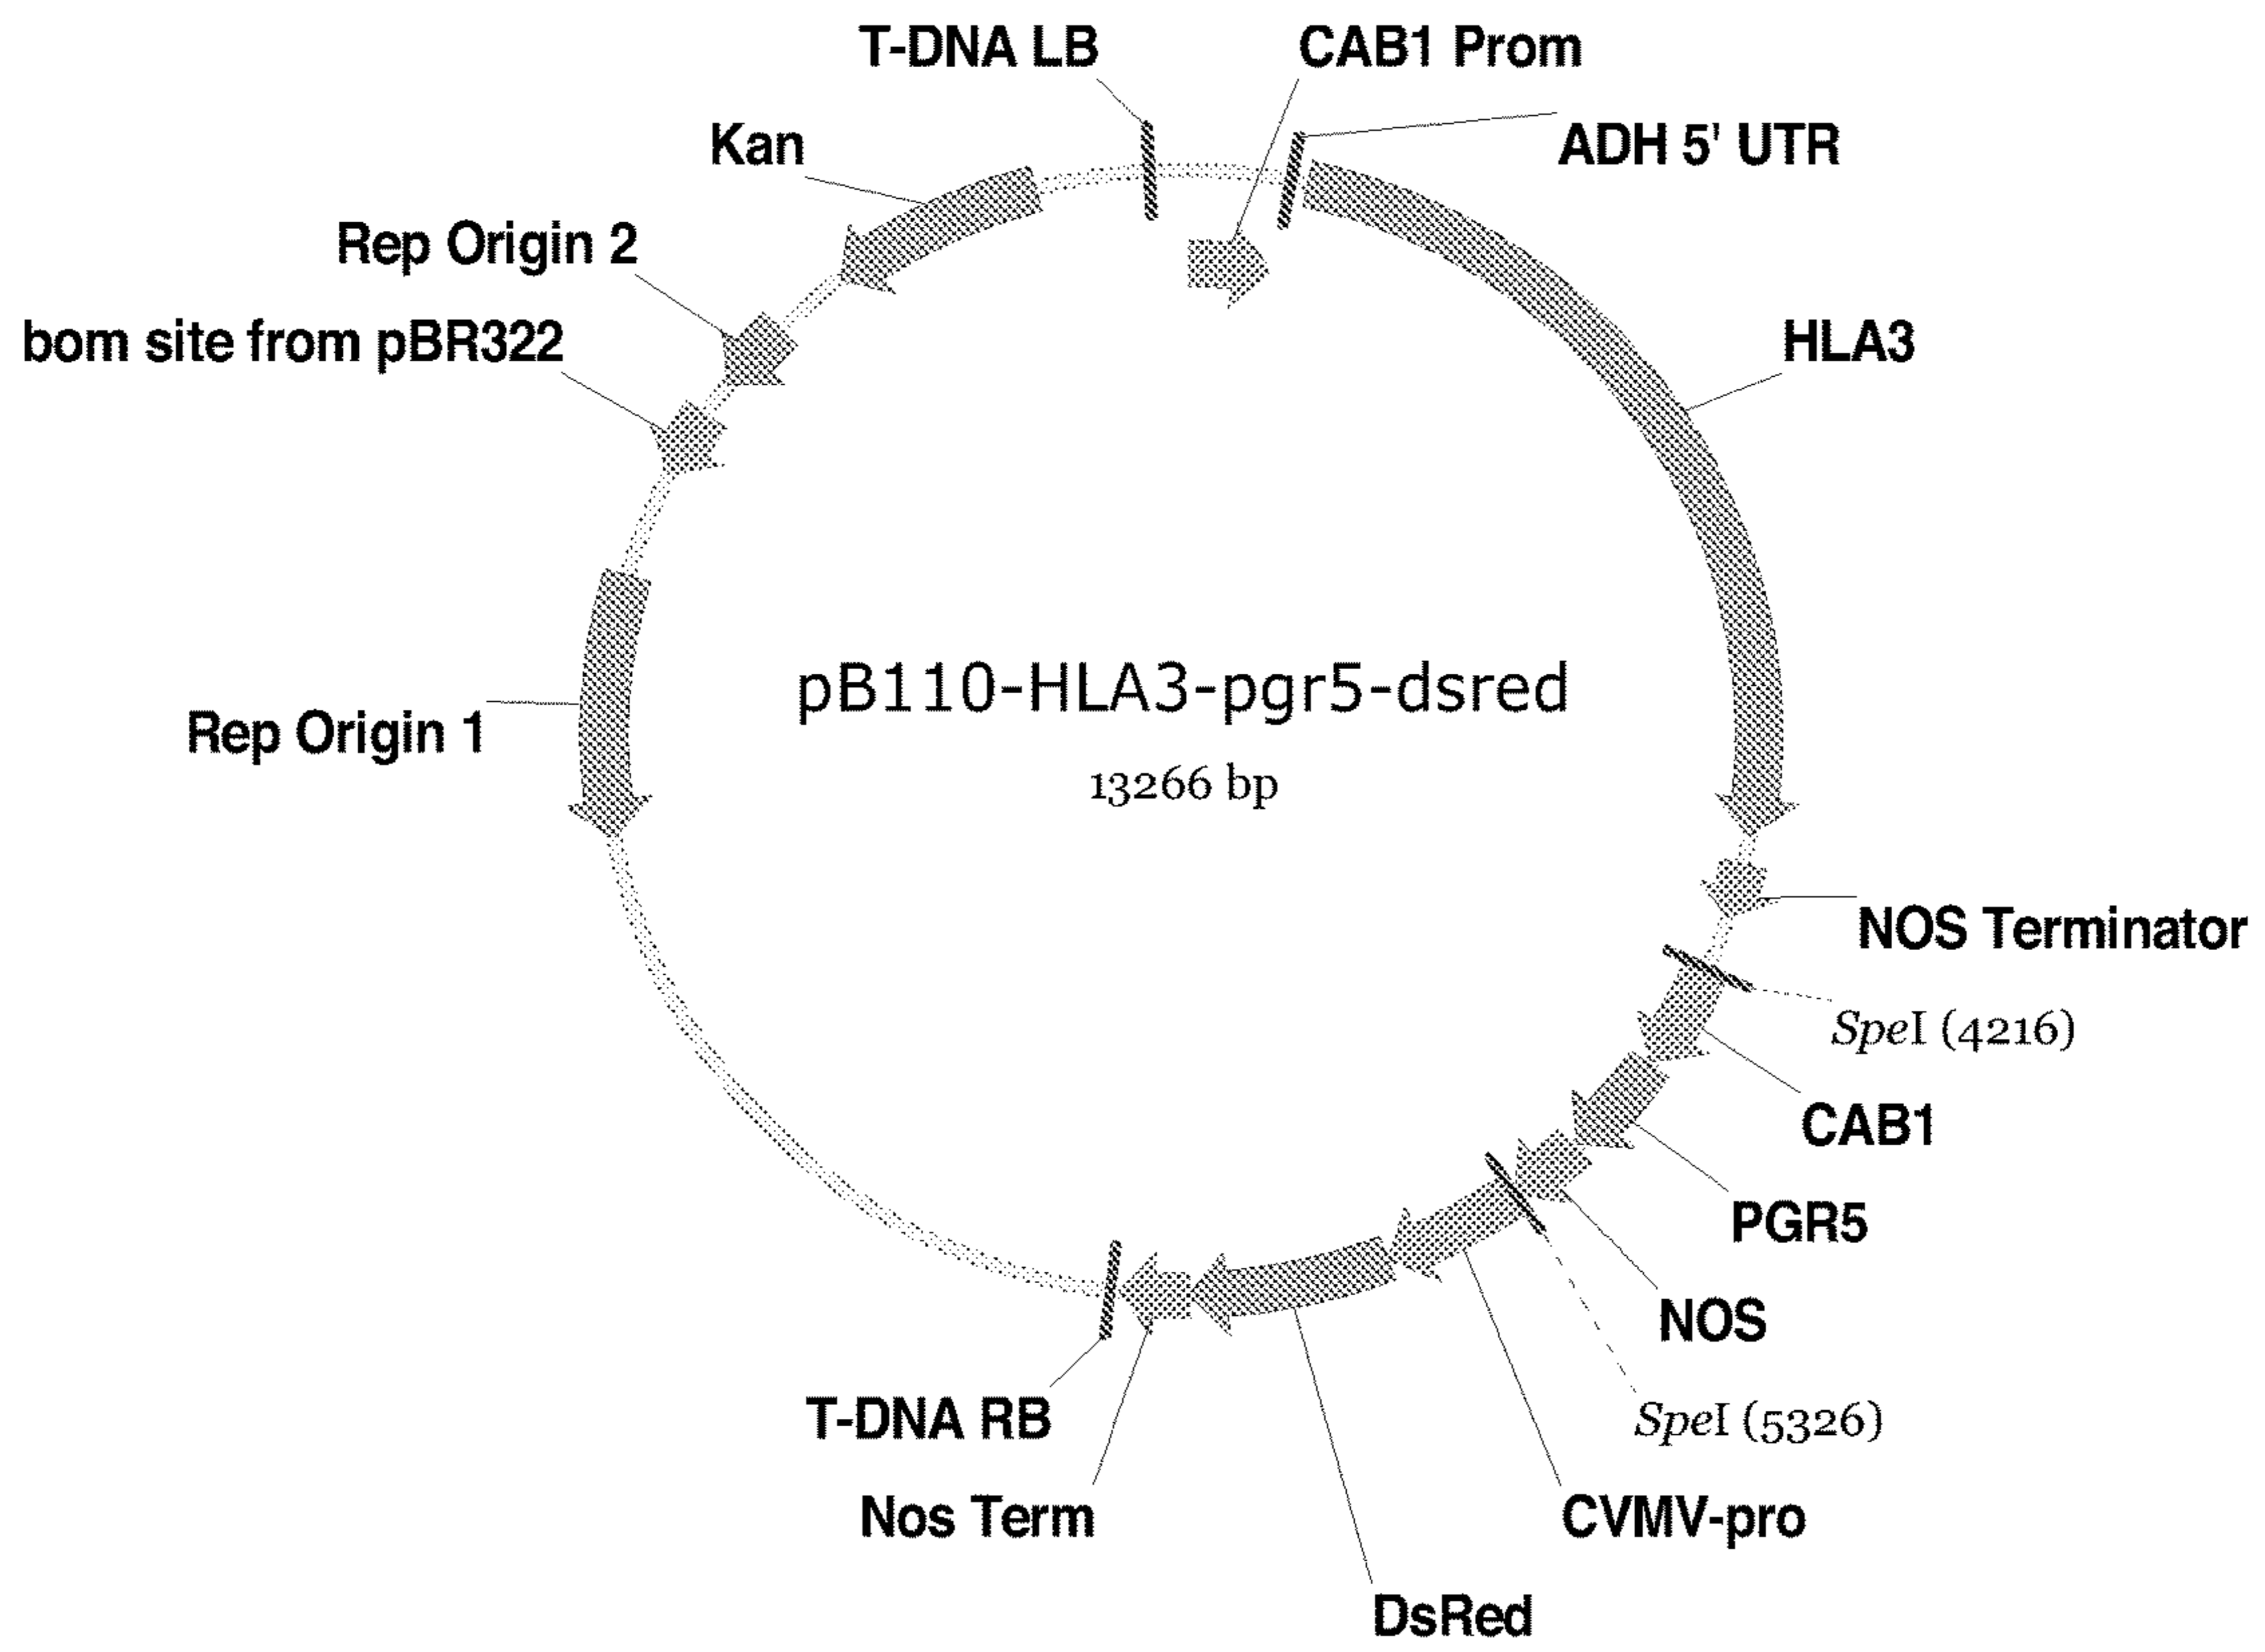 T-DNA LB
CAB1 Prom
Kan
ADH 5' UTR
Rep Origin 2
bom site from pBR322
HLA3
pB110-HLA3-pgr5-dsred
Rep Origin 1
13266 bp
NOS Terminator
SpeI (4216)
CAB1
PGR5
NOS
T-DNA RB
SpeI (5326)
Nos Term
CVMV-pro
DsRed